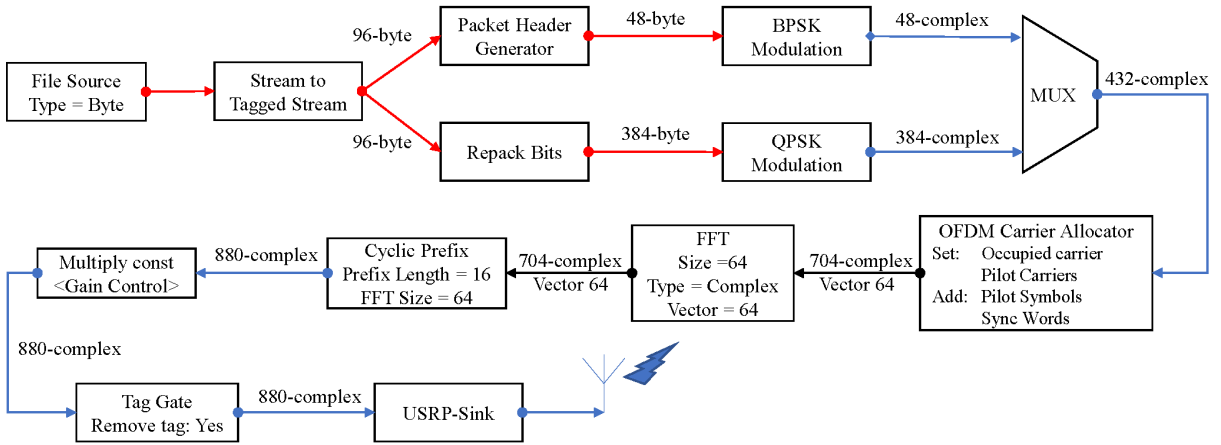 File Source
Type = Byte
Stream to
Tagged Stream
96-byte
96-byte
Packet Header
Generator
48-byte
BPSK
Modulation
48-complex
Repack Bits
384-byte
QPSK
Modulation
384-complex
MUX
432-complex
OFDM Carrier Allocator
Set: Occupied carrier
Pilot Carriers
Add: Pilot Symbols
Sync Words
704-complex
Vector 64
FFT
Size =64
Type = Complex
Vector = 64
704-complex
Vector 64
Cyclic Prefix
Prefix Length = 16
FFT Size = 64
880-complex
Multiply const
<Gain Control>
880-complex
Tag Gate
Remove tag: Yes
880-complex
USRP-Sink